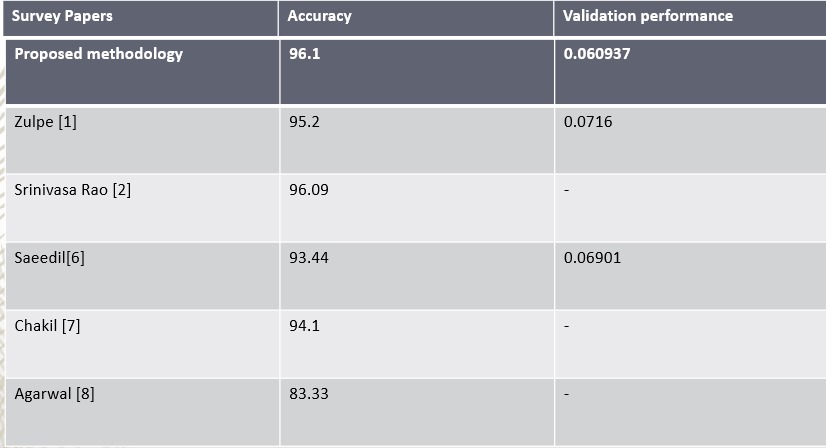 Survey Papers Accuracy Validation performance
Proposed methodology 96.1 0.060937
Zulpe [1] 95.2 0.0716
Srinivasa Rao [2] 96.09 -
Saeedil[6] 93.44 0.06901
Chakil [7] 94.1 -
Agarwal [8] 83.33 -